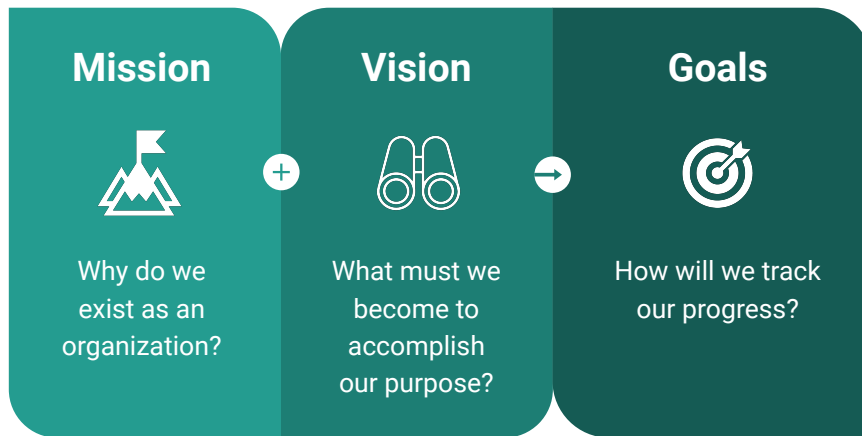 Mission
Why do we
exist as an
organization?
+
Vision
What must we
become to
accomplish
our purpose?
Goals
How will we track
our progress?